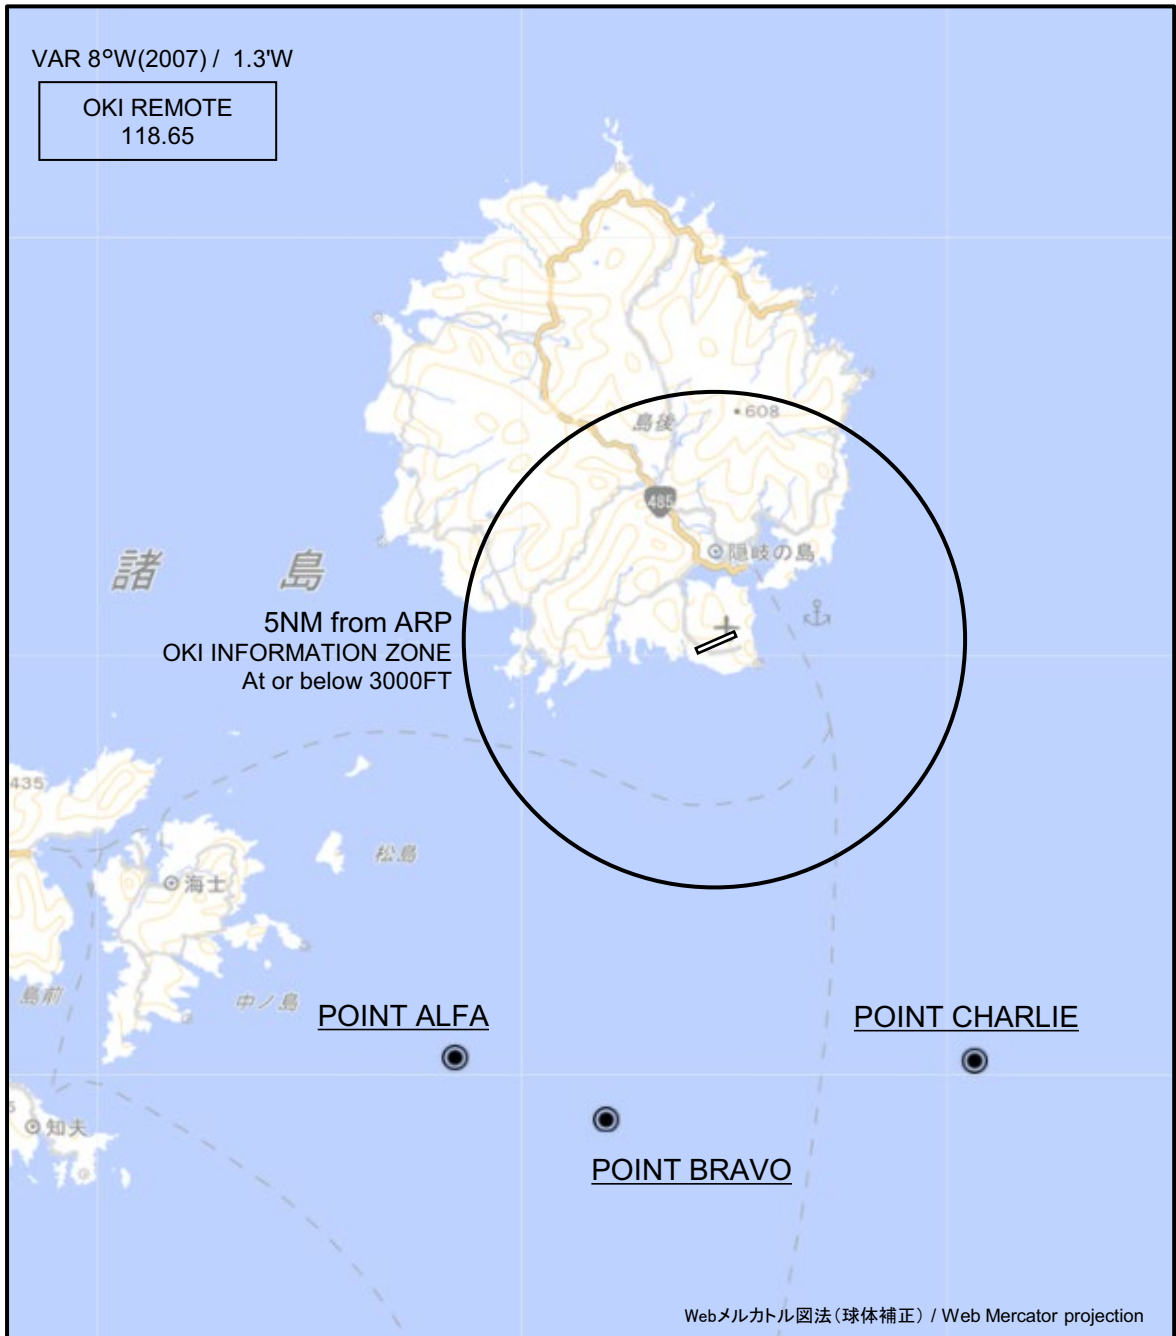 VAR 8°W(2007) / 1.3'W
OKI REMOTE
118.65
608
島後
485
隠岐の島
諸 島
5NM from ARP
OKI INFORMATION ZONE
At or below 3000FT
435
松島
海士
島前
中ノ島
POINT ALFA
POINT CHARLIE
知夫
POINT BRAVO
Webメルカトル図法(球体補正) / Web Mercator projection